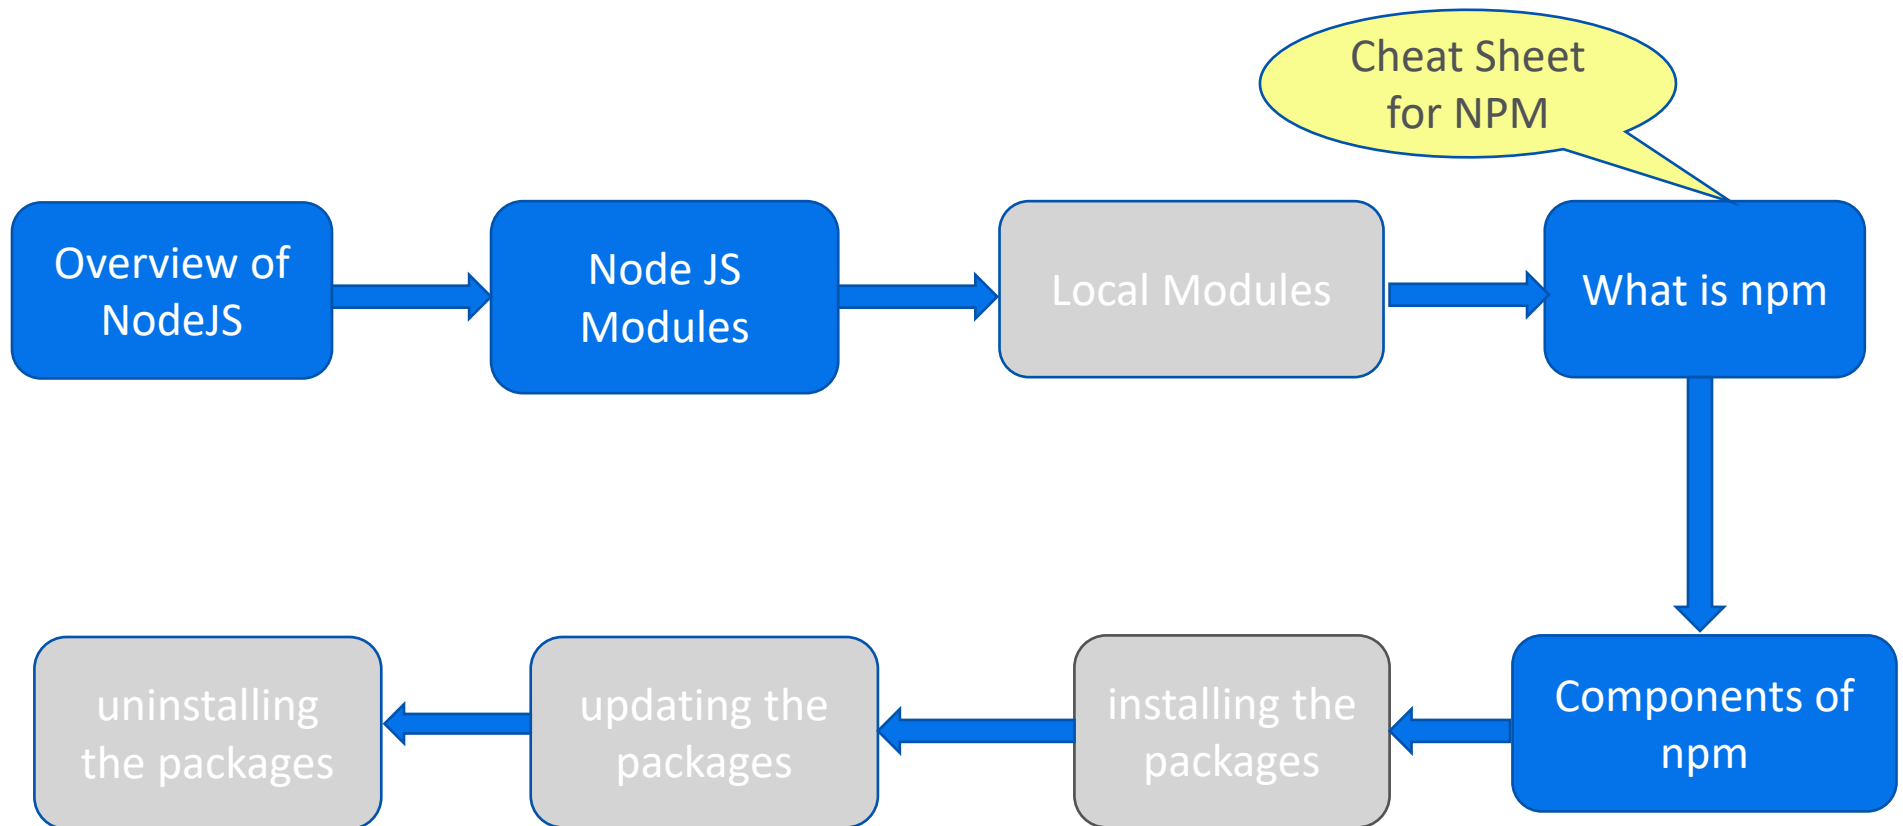 Cheat Sheet
for NPM
Overview of
NodeJS
Node JS
Modules
Local Modules
What is npm
uninstalling
the packages
updating the
packages
installing the
packages
Components of
npm